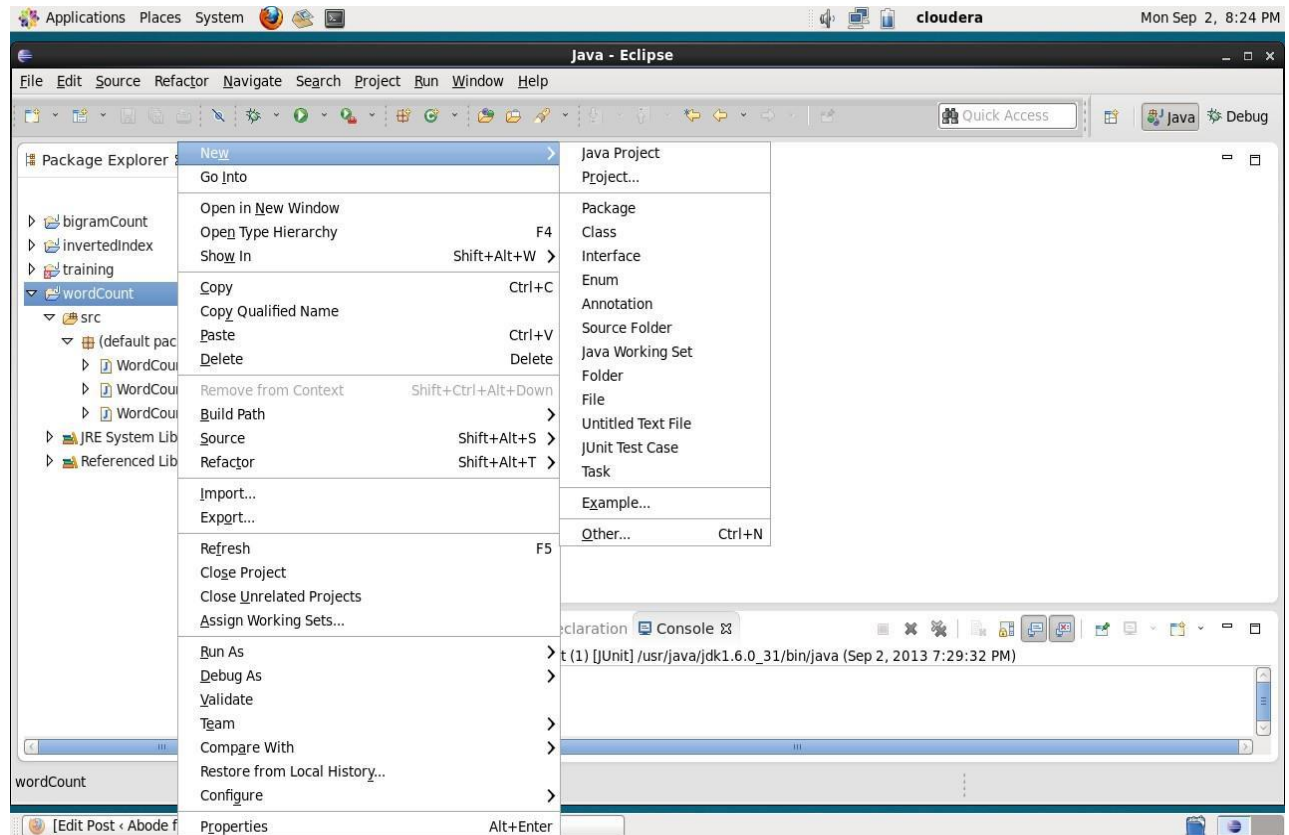 Applications Places System cloudera Mon Sep 2, 8:24 PM
Java - Eclipse
File Edit Source Refactor Navigate Search Project Run Window Help
Quick Access Java Debug
Package Explorer
bigramCount
invertedIndex
training
wordCount
src
(default pac
WordCou
WordCou
WordCou
JRE System Lib
Referenced Lib
New
Go Into
Open in New Window
Open Type Hierarchy F4
Show In Shift+Alt+W
Copy Ctrl+C
Copy Qualified Name
Paste Ctrl+V
Delete Delete
Remove from Context Shift+Ctrl+Alt+Down
Build Path
Source Shift+Alt+S
Refactor Shift+Alt+T
Import...
Export...
Refresh F5
Close Project
Close Unrelated Projects
Assign Working Sets...
Run As
Debug As
Validate
Team
Compare With
Restore from Local History...
Configure
Properties Alt+Enter
Java Project
Project...
Package
Class
Interface
Enum
Annotation
Source Folder
Java Working Set
Folder
File
Untitled Text File
JUnit Test Case
Task
Example...
Other... Ctrl+N
eclaration Console
t (1) [JUnit] /usr/java/jdk1.6.0_31/bin/java (Sep 2, 2013 7:29:32 PM)
wordCount
[Edit Post ‹ Abode f